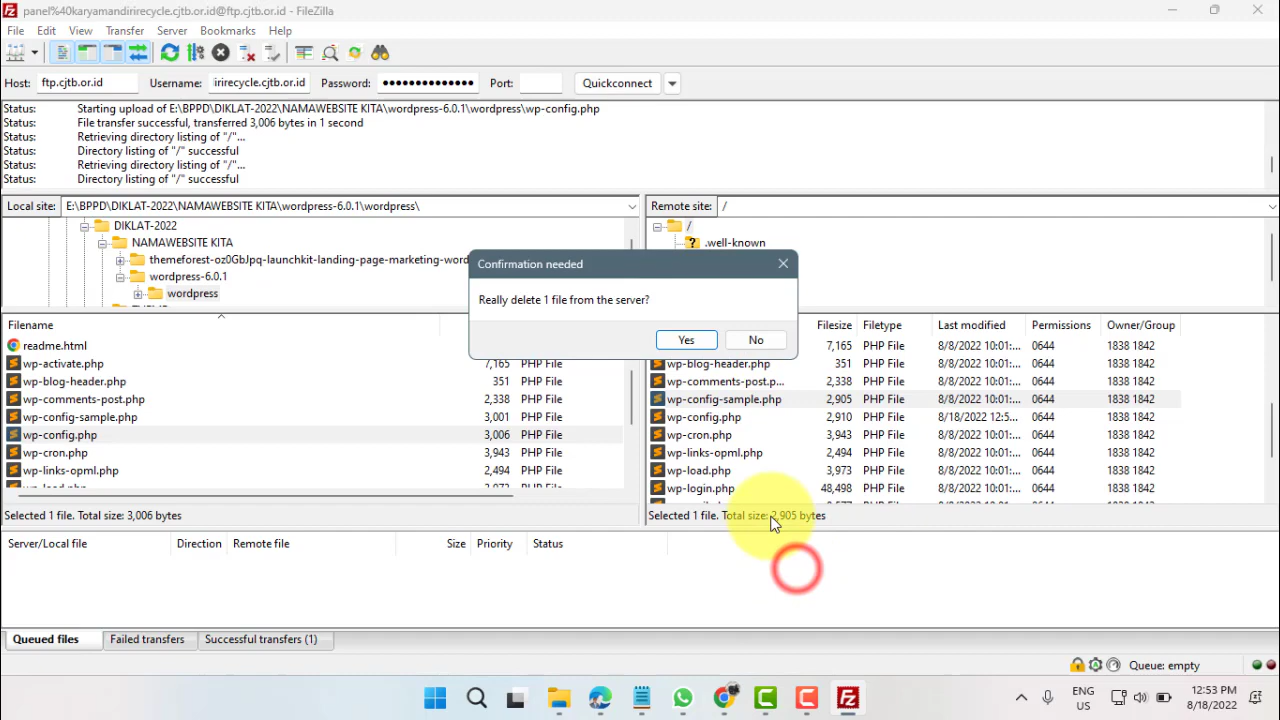 panel%40karyamandirirecycle.cjtb.or.id@ftp.cjtb.or.id - FileZilla
File Edit View Transfer Server Bookmarks Help
Host: ftp.cjtb.or.id Username: irirecycle.cjtb.or.id Password: ●●●●●●●●●●●●●● Port: Quickconnect
Status: Starting upload of E:\BPPD\DIKLAT-2022\NAMAWEBSITE KITA\wordpress-6.0.1\wordpress\wp-config.php
Status: File transfer successful, transferred 3,006 bytes in 1 second
Status: Retrieving directory listing of "/"...
Status: Directory listing of "/" successful
Status: Retrieving directory listing of "/"...
Status: Directory listing of "/" successful
Local site: E:\BPPD\DIKLAT-2022\NAMAWEBSITE KITA\wordpress-6.0.1\wordpress\
DIKLAT-2022
NAMAWEBSITE KITA
themeforest-oz0GbJpq-launchkit-landing-page-marketing-word
wordpress-6.0.1
wordpress
Remote site: /
/
.well-known
Confirmation needed
Really delete 1 file from the server?
Yes No
Filename
readme.html
wp-activate.php 7,165 PHP File
wp-blog-header.php 351 PHP File
wp-comments-post.php 2,338 PHP File
wp-config-sample.php 3,001 PHP File
wp-config.php 3,006 PHP File
wp-cron.php 3,943 PHP File
wp-links-opml.php 2,494 PHP File
wp-load.php 3,973 PHP File
Selected 1 file. Total size: 3,006 bytes
Filesize Filetype Last modified Permissions Owner/Group
7,165 PHP File 8/8/2022 10:01:... 0644 1838 1842
wp-blog-header.php 351 PHP File 8/8/2022 10:01:... 0644 1838 1842
wp-comments-post.p... 2,338 PHP File 8/8/2022 10:01:... 0644 1838 1842
wp-config-sample.php 2,905 PHP File 8/8/2022 10:01:... 0644 1838 1842
wp-config.php 2,910 PHP File 8/18/2022 12:5... 0644 1838 1842
wp-cron.php 3,943 PHP File 8/8/2022 10:01:... 0644 1838 1842
wp-links-opml.php 2,494 PHP File 8/8/2022 10:01:... 0644 1838 1842
wp-load.php 3,973 PHP File 8/8/2022 10:01:... 0644 1838 1842
wp-login.php 48,498 PHP File 8/8/2022 10:01:... 0644 1838 1842
Selected 1 file. Total size: 2,905 bytes
Server/Local file Direction Remote file Size Priority Status
Queued files Failed transfers Successful transfers (1)
Queue: empty
ENG
US
12:53 PM
8/18/2022